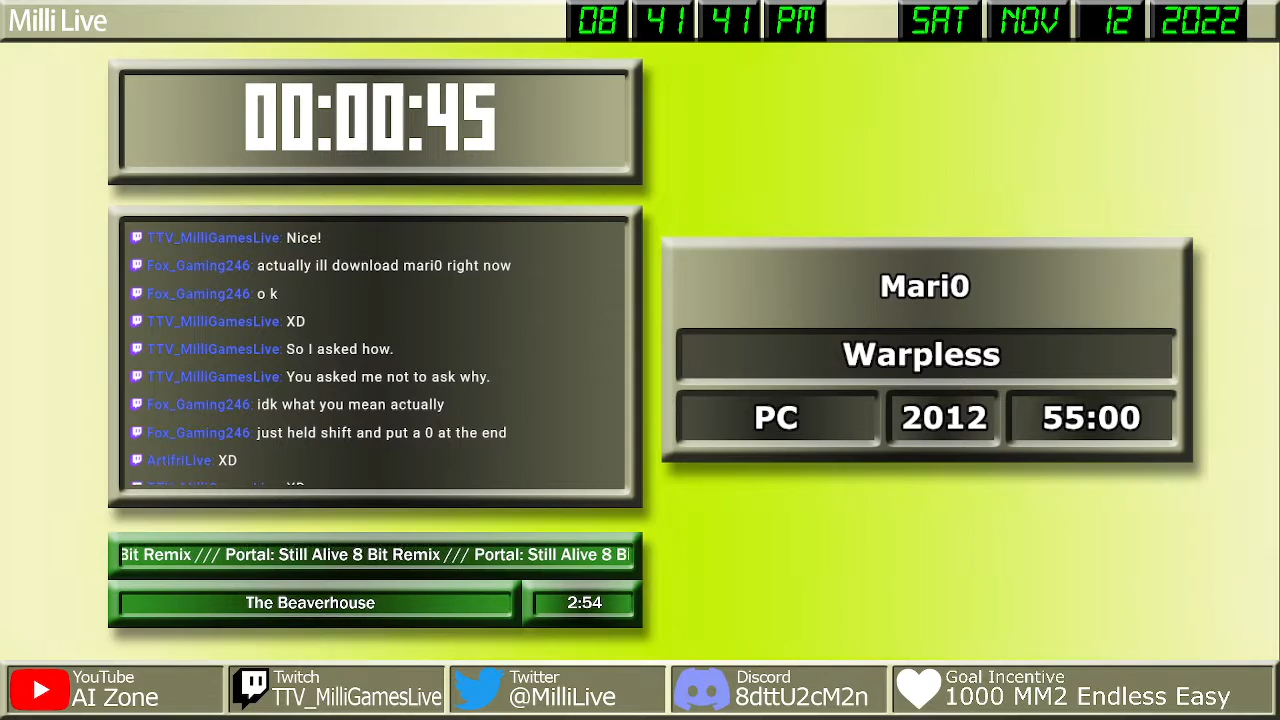 Milli Live
08 41 41 PM SAT NOV 12 2022
00:00:45
TTV_MilliGamesLive: Nice!
Fox_Gaming246: actually ill download mari0 right now
Fox_Gaming246: o k
TTV_MilliGamesLive: XD
TTV_MilliGamesLive: So I asked how.
TTV_MilliGamesLive: You asked me not to ask why.
Fox_Gaming246: idk what you mean actually
Fox_Gaming246: just held shift and put a 0 at the end
ArtifriLive: XD
Mari0
Warpless
PC 2012 55:00
Bit Remix /// Portal: Still Alive 8 Bit Remix /// Portal: Still Alive 8 Bi
The Beaverhouse 2:54
YouTube
AI Zone
Twitch
TTV_MilliGamesLive
Twitter
@MilliLive
Discord
8dttU2cM2n
Goal Incentive
1000 MM2 Endless Easy